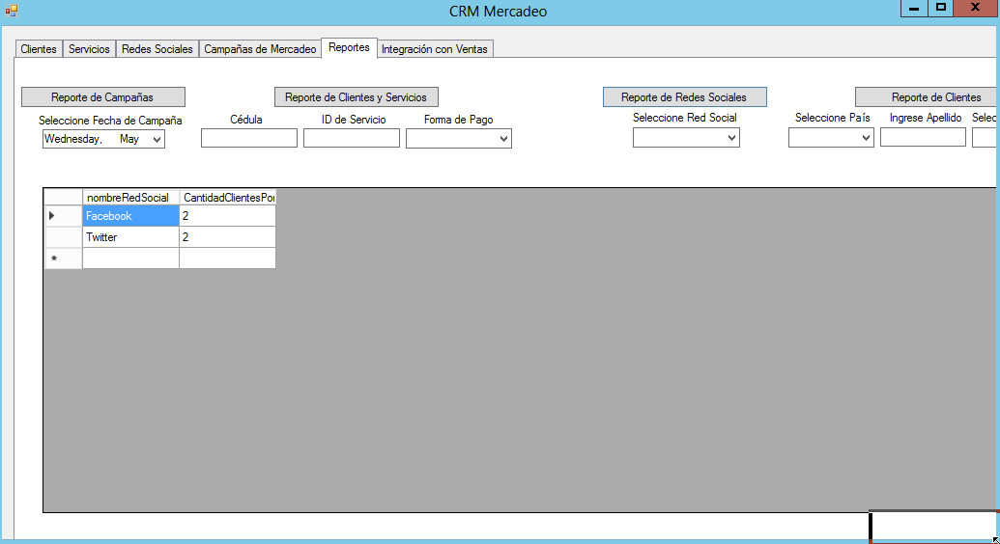 CRM Mercadeo
Clientes Servicios Redes Sociales Campañas de Mercadeo Reportes Integración con Ventas
Reporte de Campañas Reporte de Clientes y Servicios Reporte de Redes Sociales Reporte de Clientes
Seleccione Fecha de Campaña Cédula ID de Servicio Forma de Pago Seleccione Red Social Seleccione País Ingrese Apellido Selec
Wednesday, May
nombreRedSocial CantidadClientesPor
Facebook 2
Twitter 2
*